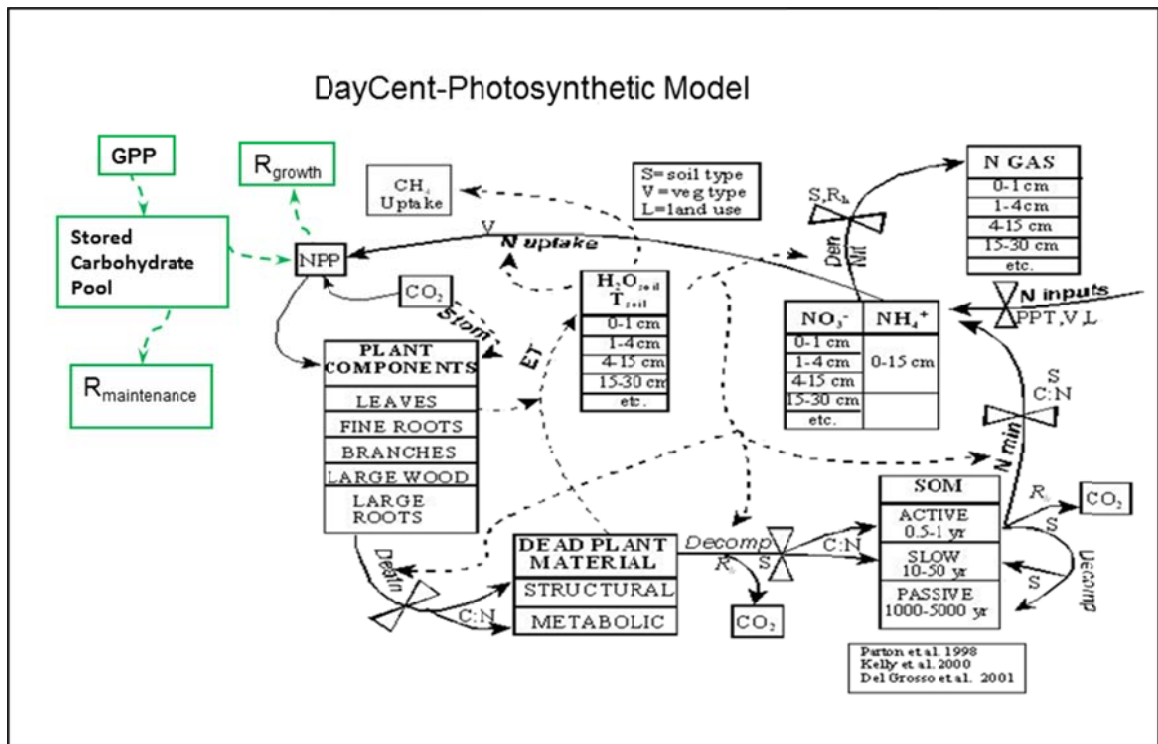 DayCent-Photosynthetic Model
GPP
R growth
Stored
Carbohydrate
Pool
R maintenance
NPP
CH4
Uptake
S= soil type
V= veg type
L=land use
N GAS
0-1 cm
1-4 cm
4-15 cm
15-30 cm
etc.
S,Rh
Den
Nit
V
N uptake
CO2
Stom
H2O soil
T soil
0-1 cm
1-4 cm
4-15 cm
15-30 cm
etc.
ET
NO3-
0-1 cm
1-4 cm
4-15 cm
15-30 cm
etc.
NH4+
0-15 cm
N inputs
PPT,V,L
PLANT
COMPONENTS
LEAVES
FINE ROOTS
BRANCHES
LARGE WOOD
LARGE
ROOTS
Death
C:N
DEAD PLANT
MATERIAL
STRUCTURAL
METABOLIC
Decomp
Rh
S
C:N
CO2
S
C:N
N min
SOM
ACTIVE
0.5-1 yr
SLOW
10-50 yr
PASSIVE
1000-5000 yr
Rh
CO2
S
S
Decomp
Parton et al. 1998
Kelly et al. 2000
Del Grosso et al. 2001